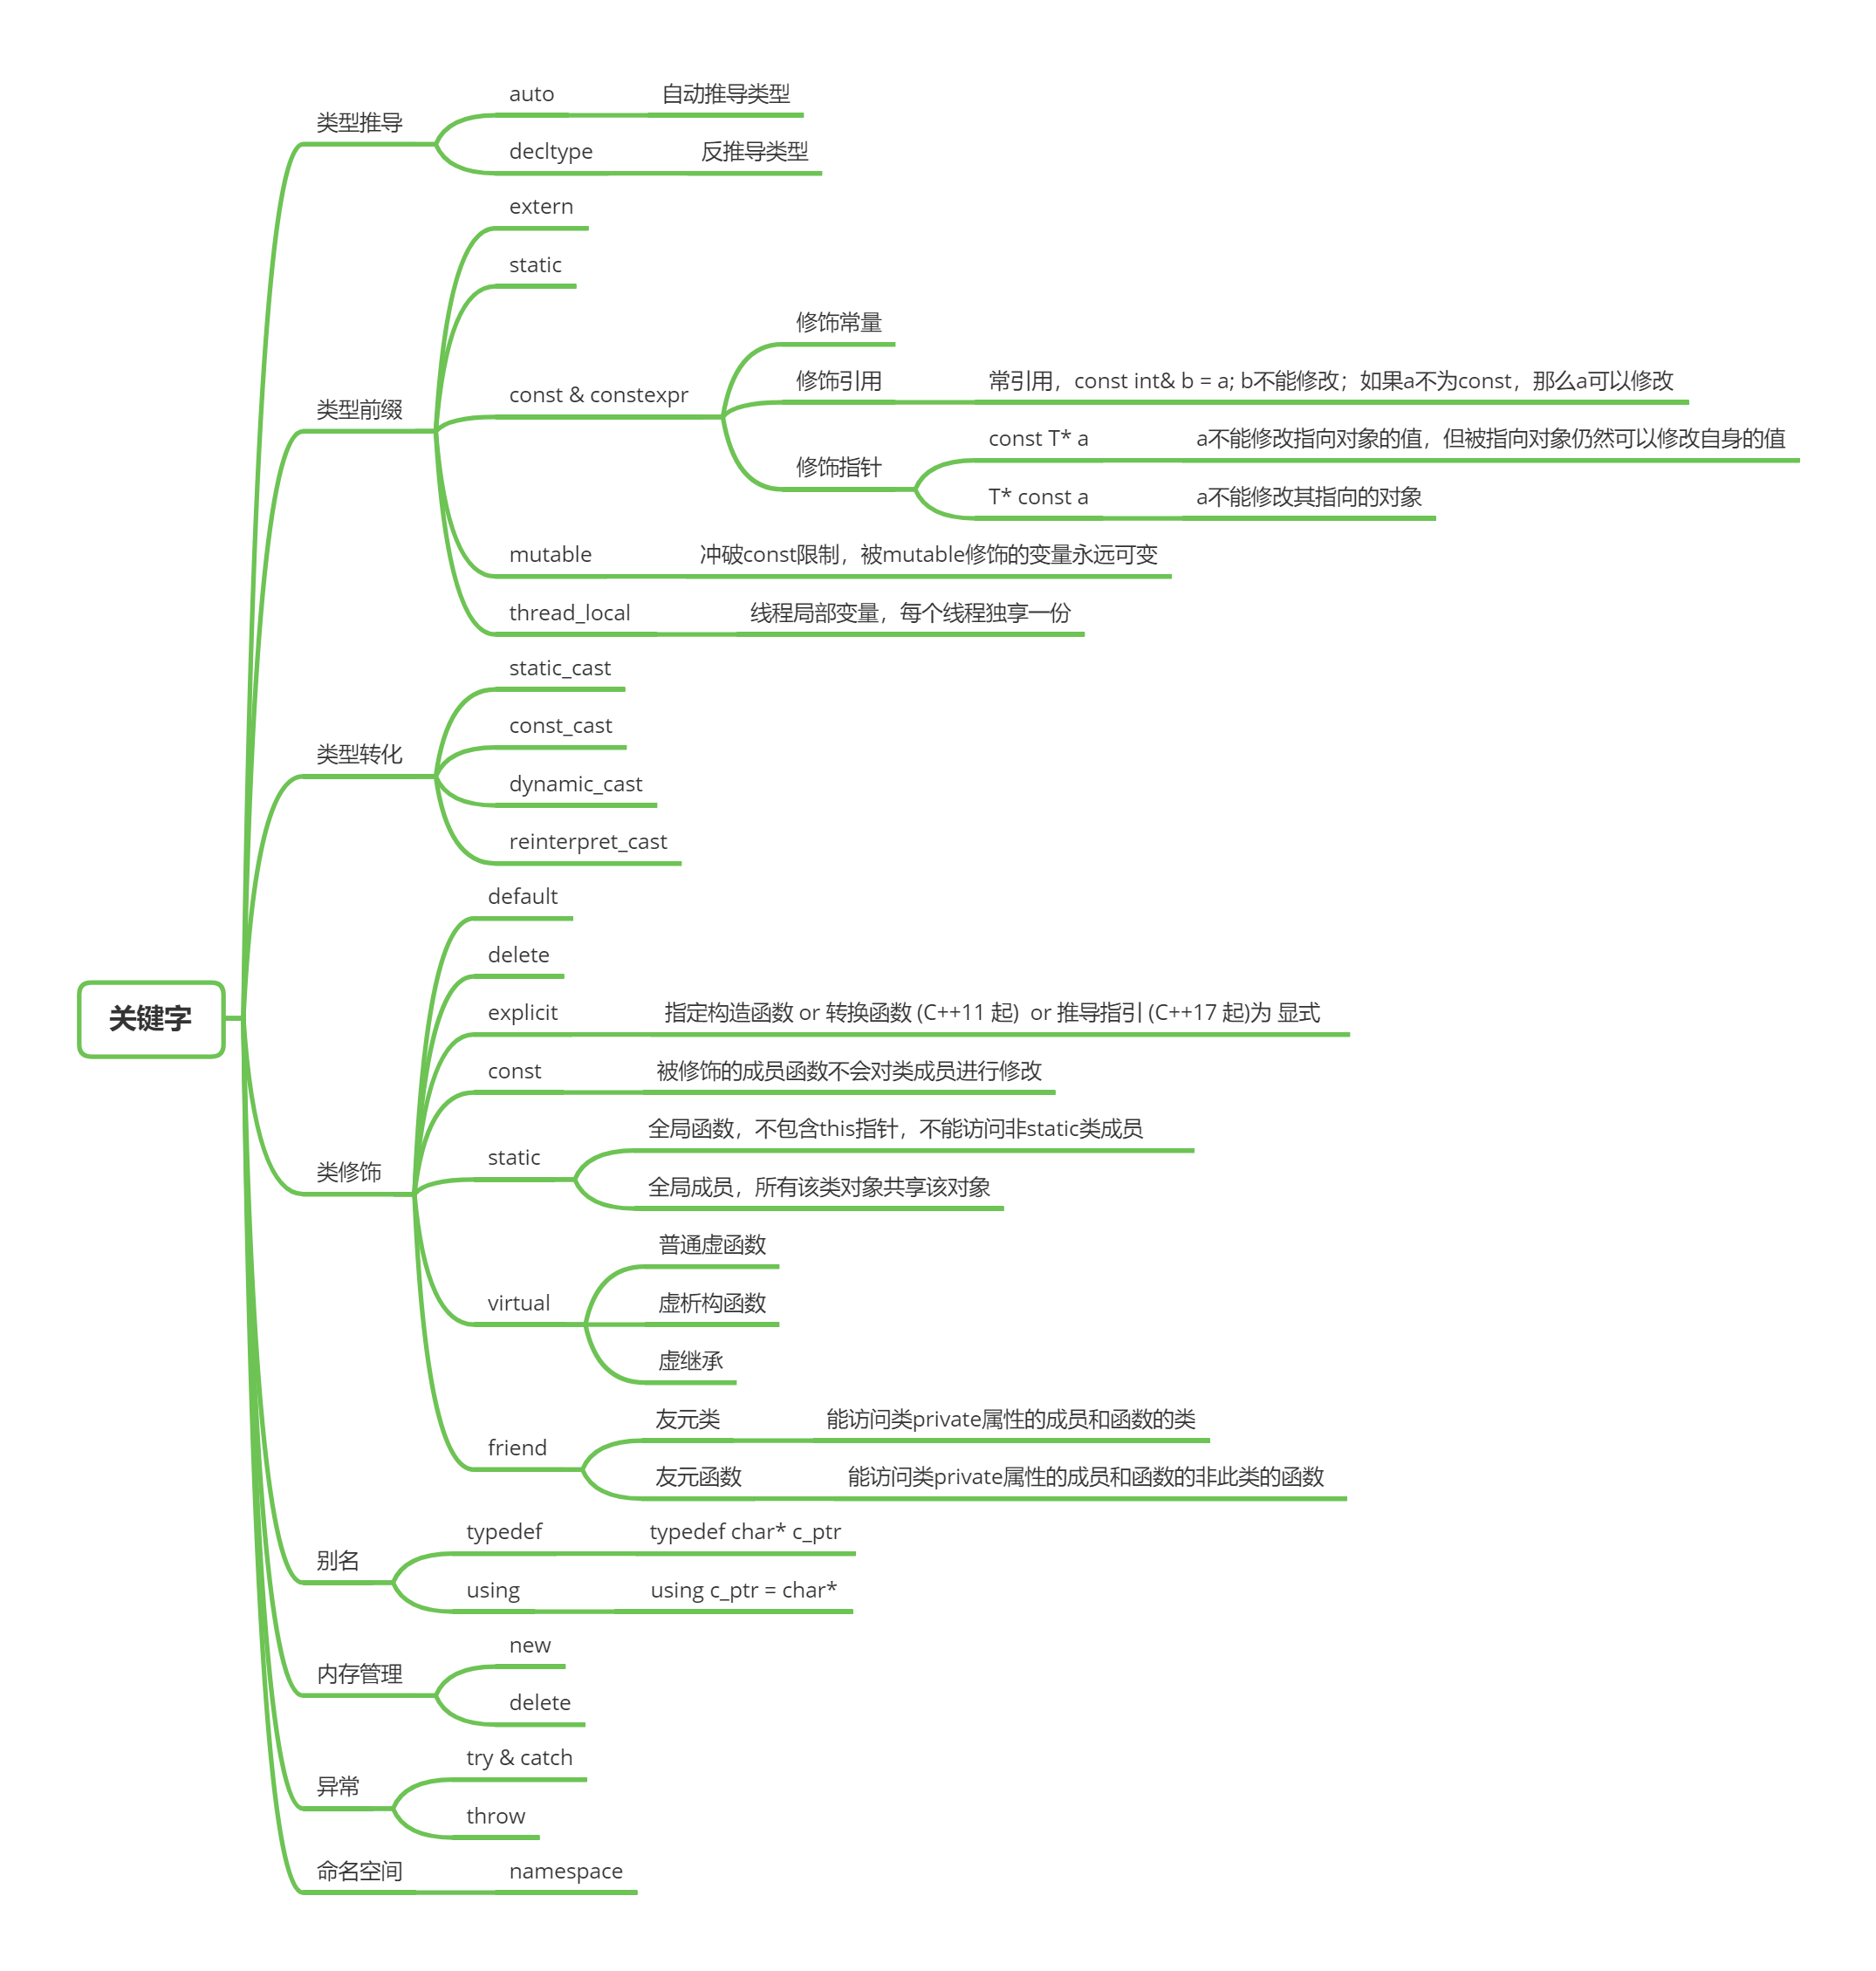 关键字
类型推导
auto
自动推导类型
decltype
反推导类型
类型前缀
extern
static
const & constexpr
修饰常量
修饰引用
常引用，const int& b = a; b不能修改；如果a不为const，那么a可以修改
修饰指针
const T* a
a不能修改指向对象的值，但被指向对象仍然可以修改自身的值
T* const a
a不能修改其指向的对象
mutable
冲破const限制，被mutable修饰的变量永远可变
thread_local
线程局部变量，每个线程独享一份
类型转化
static_cast
const_cast
dynamic_cast
reinterpret_cast
类修饰
default
delete
explicit
指定构造函数 or 转换函数 (C++11 起)  or 推导指引 (C++17 起)为 显式
const
被修饰的成员函数不会对类成员进行修改
static
全局函数，不包含this指针，不能访问非static类成员
全局成员，所有该类对象共享该对象
virtual
普通虚函数
虚析构函数
虚继承
friend
友元类
能访问类private属性的成员和函数的类
友元函数
能访问类private属性的成员和函数的非此类的函数
别名
typedef
typedef char* c_ptr
using
using c_ptr = char*
内存管理
new
delete
异常
try & catch
throw
命名空间
namespace